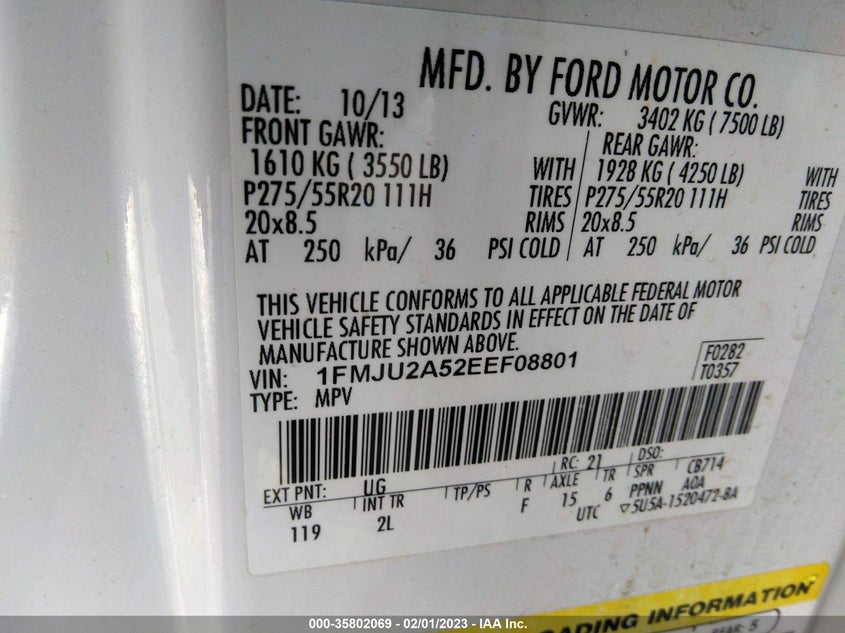 MFD. BY FORD MOTOR CO.
DATE: 10/13 GVWR: 3402 KG ( 7500 LB)
FRONT GAWR: REAR GAWR:
1610 KG ( 3550 LB) WITH 1928 KG ( 4250 LB) WITH
P275/55R20 111H TIRES P275/55R20 111H TIRES
20x8.5 RIMS 20x8.5 RIMS
AT 250 kPa/ 36 PSI COLD AT 250 kPa/ 36 PSI COLD
THIS VEHICLE CONFORMS TO ALL APPLICABLE FEDERAL MOTOR
VEHICLE SAFETY STANDARDS IN EFFECT ON THE DATE OF
MANUFACTURE SHOWN ABOVE.
VIN: 1FMJU2A52EEF08801 F0282
TYPE: MPV T0357
EXT PNT: UG RC: 21 DSO: CB714
WB INT TR TP/PS R AXLE TR SPR A0A
119 2L F 15 6 PPNN
UTC ▽5U5A-1520472-BA
LOADING INFORMATION
REAR: 5
000-35802069 - 02/01/2023 - IAA Inc.